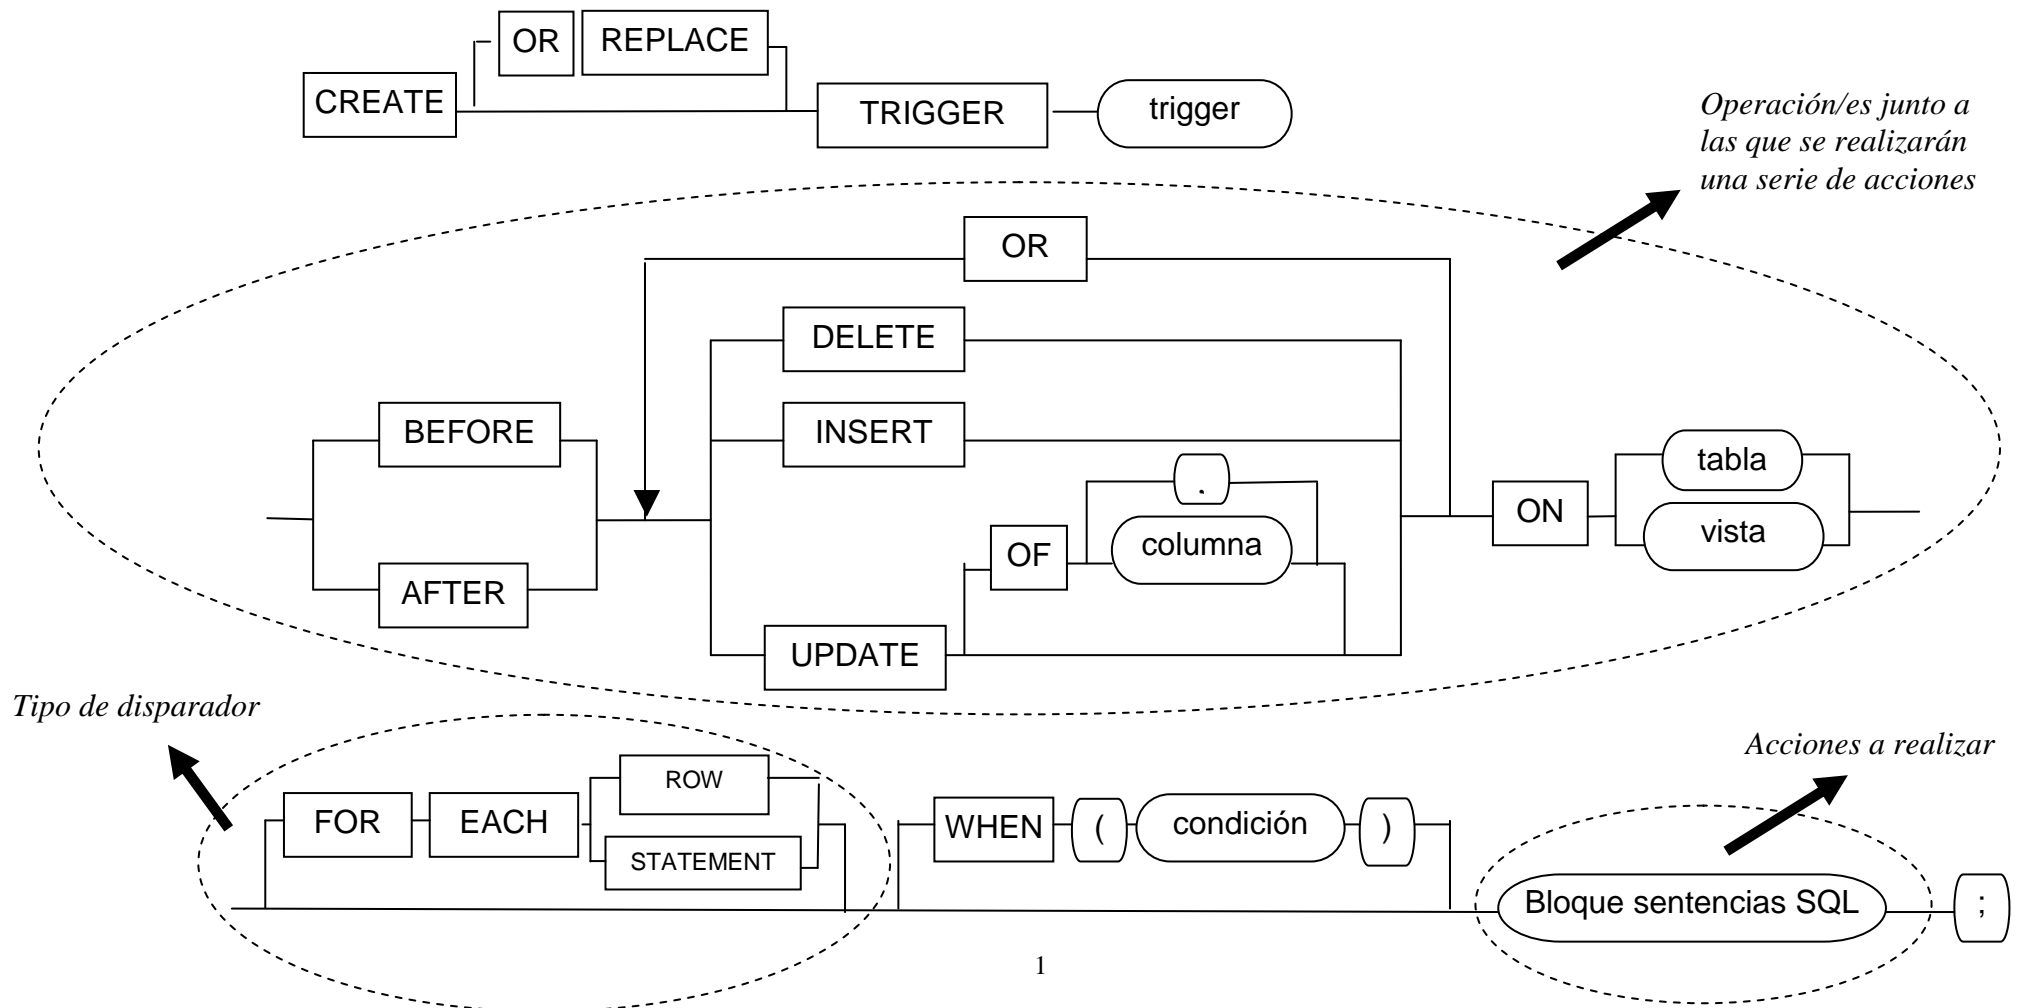 OR REPLACE
CREATE TRIGGER trigger
Operación/es junto a
las que se realizarán
una serie de acciones
OR
DELETE
BEFORE INSERT
.
tabla
ON
vista
OF columna
AFTER
UPDATE
Tipo de disparador
Acciones a realizar
ROW
FOR EACH
STATEMENT
WHEN ( condición )
Bloque sentencias SQL ;
1